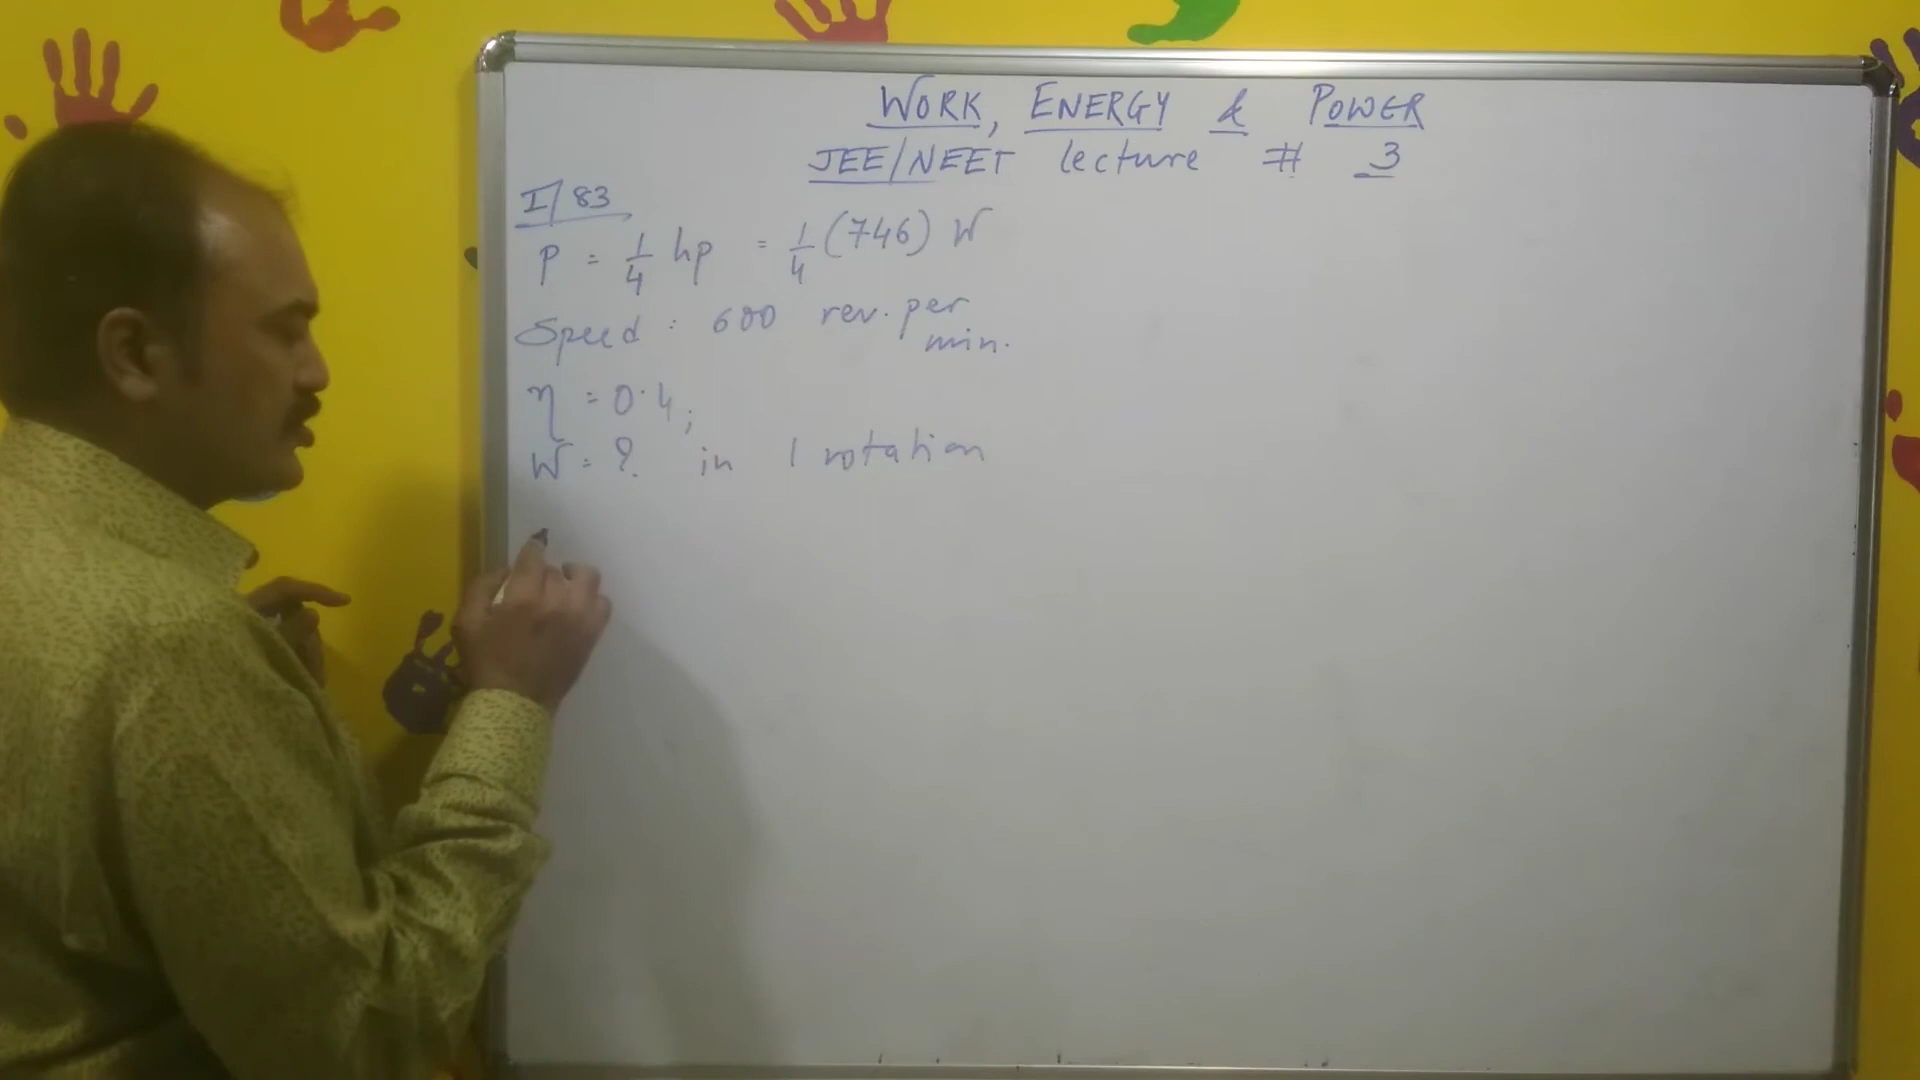 WORK, ENERGY & POWER
JEE/NEET lecture # 3
I/83
P = 1/4 hp = 1/4 (746) W
Speed : 600 rev. per
min.
η = 0.4;
W = ? in 1 rotation